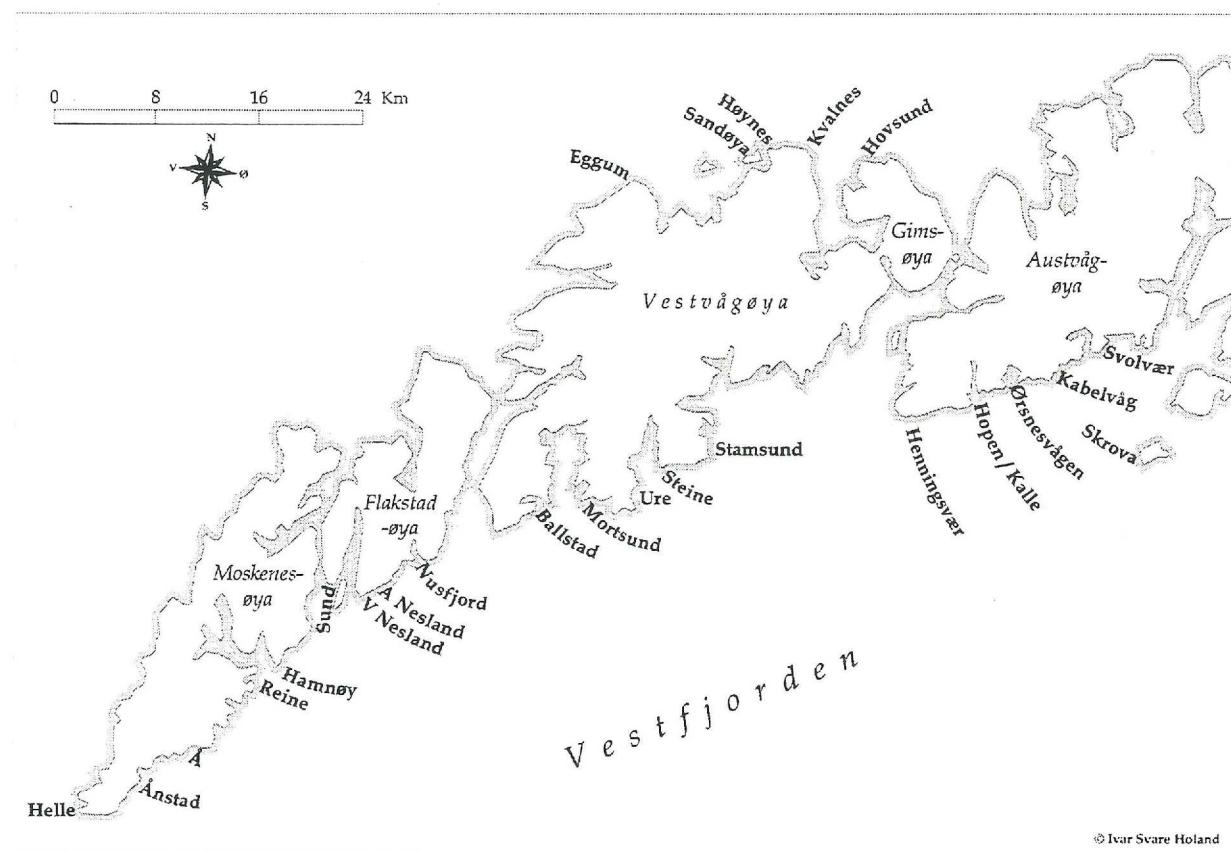 0 8 16 24 Km
N
V Ø
S
Eggum
Sandøya
Høynes
Kvalnes
Hovsund
Gims-
øya
Austvåg-
øya
Vestvågøya
Svolvær
Kabelvåg
Ørsnesvågen
Hopen/Kalle
Henningsvær
Skrova
Stamsund
Steine
Ure
Mortsund
Ballstad
Flakstad
-øya
Nusfjord
A Nesland
V Nesland
Moskenes-
øya
Sund
Hamnøy
Reine
Å
Ånstad
Helle
Vestfjorden
© Ivar Svare Holand